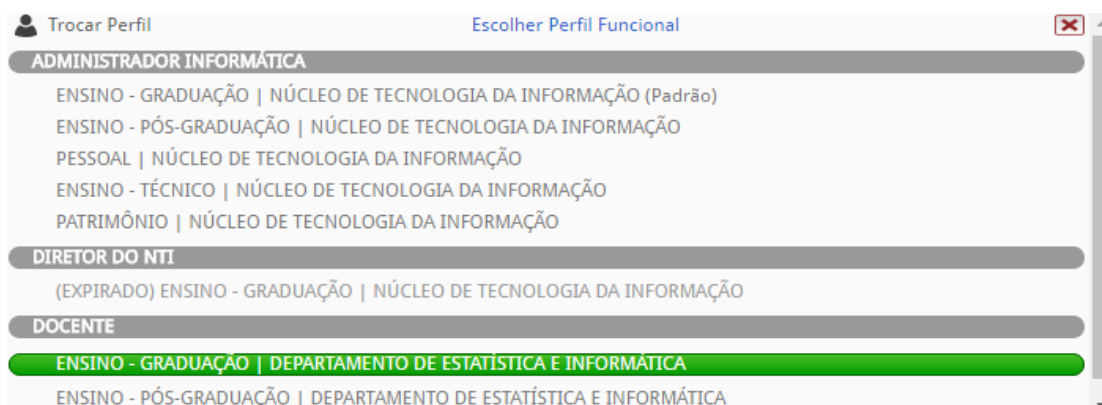 Trocar Perfil
Escolher Perfil Funcional
ADMINISTRADOR INFORMÁTICA
ENSINO - GRADUAÇÃO | NÚCLEO DE TECNOLOGIA DA INFORMAÇÃO (Padrão)
ENSINO - PÓS-GRADUAÇÃO | NÚCLEO DE TECNOLOGIA DA INFORMAÇÃO
PESSOAL | NÚCLEO DE TECNOLOGIA DA INFORMAÇÃO
ENSINO - TÉCNICO | NÚCLEO DE TECNOLOGIA DA INFORMAÇÃO
PATRIMÔNIO | NÚCLEO DE TECNOLOGIA DA INFORMAÇÃO
DIRETOR DO NTI
(EXPIRADO) ENSINO - GRADUAÇÃO | NÚCLEO DE TECNOLOGIA DA INFORMAÇÃO
DOCENTE
ENSINO - GRADUAÇÃO | DEPARTAMENTO DE ESTATÍSTICA E INFORMÁTICA
ENSINO - PÓS-GRADUAÇÃO | DEPARTAMENTO DE ESTATÍSTICA E INFORMÁTICA